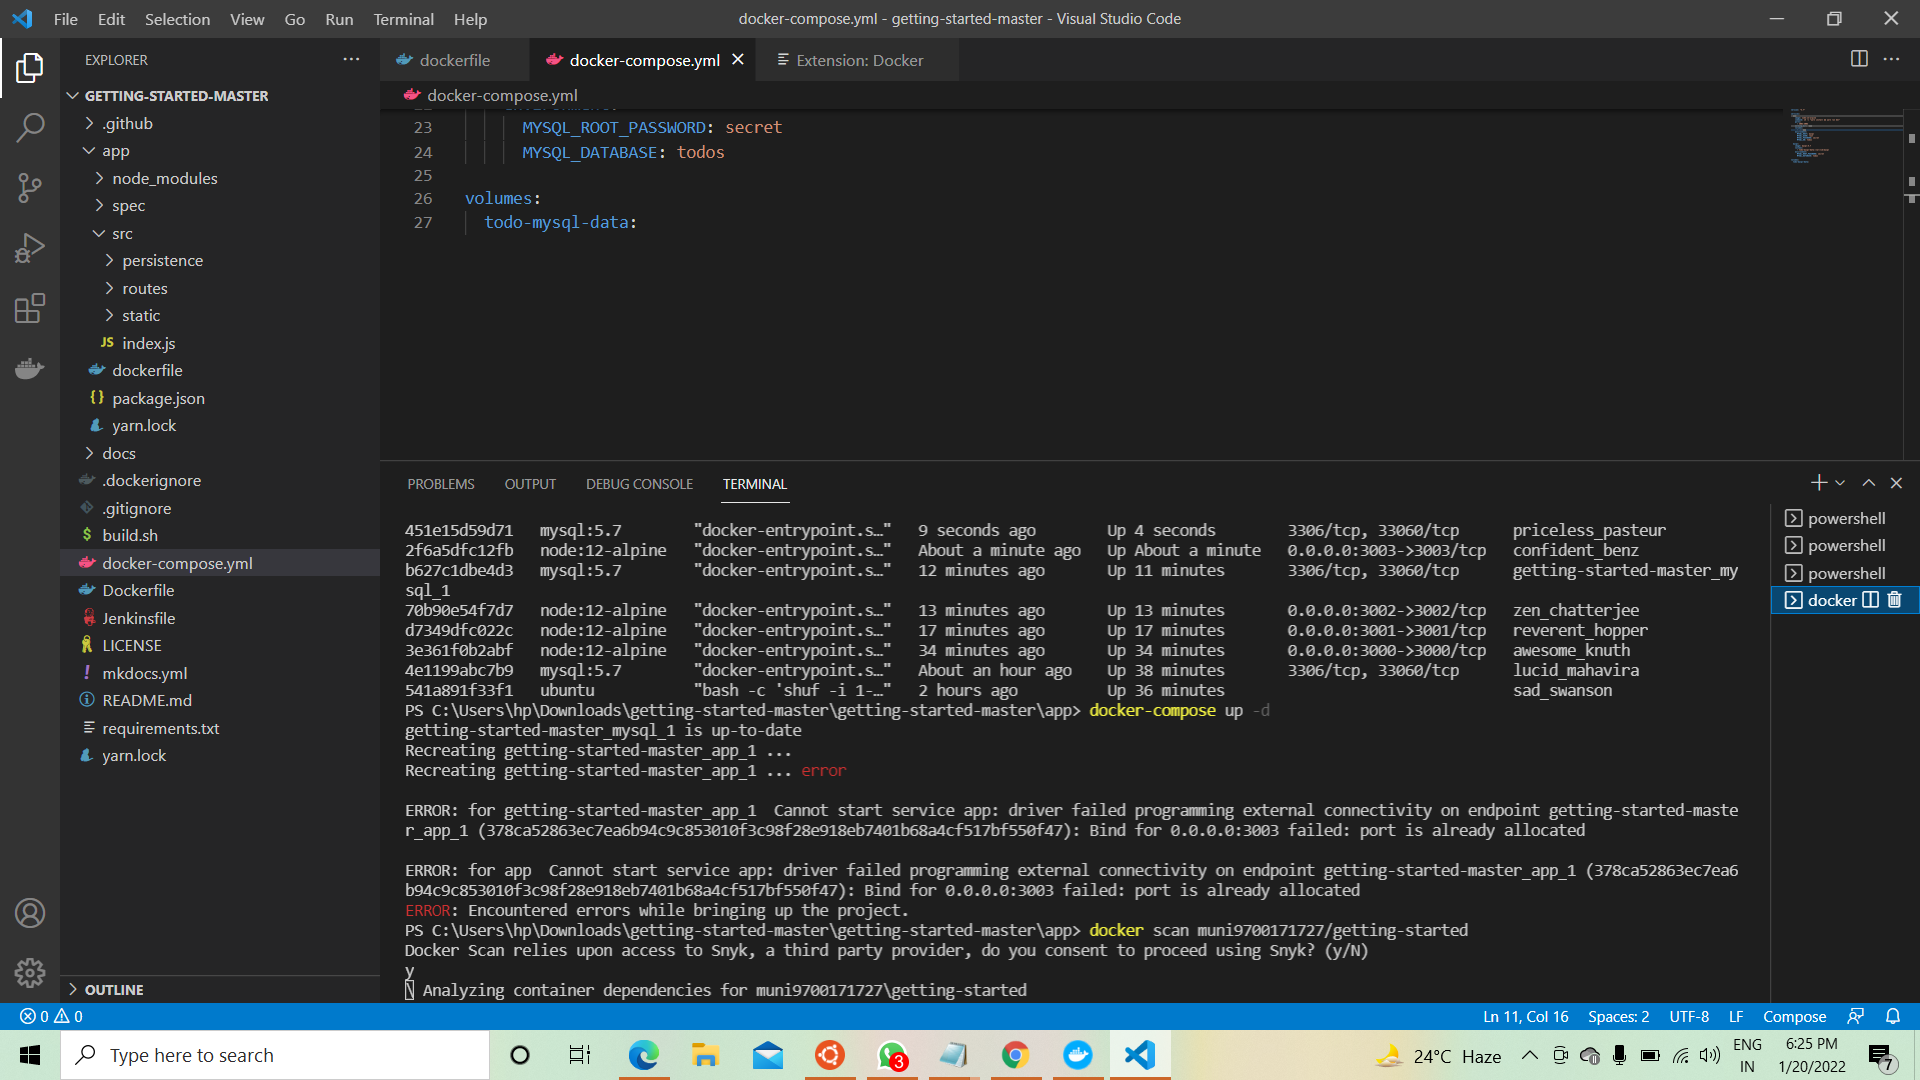 File Edit Selection View Go Run Terminal Help
docker-compose.yml - getting-started-master - Visual Studio Code
EXPLORER
GETTING-STARTED-MASTER
.github
app
node_modules
spec
src
persistence
routes
static
JS index.js
dockerfile
{} package.json
yarn.lock
docs
.dockerignore
.gitignore
$ build.sh
docker-compose.yml
Dockerfile
Jenkinsfile
LICENSE
! mkdocs.yml
README.md
requirements.txt
yarn.lock
OUTLINE
dockerfile
docker-compose.yml
Extension: Docker
docker-compose.yml
23 MYSQL_ROOT_PASSWORD: secret
24 MYSQL_DATABASE: todos
25
26 volumes:
27 todo-mysql-data:
PROBLEMS OUTPUT DEBUG CONSOLE TERMINAL
451e15d59d71 mysql:5.7 "docker-entrypoint.s…" 9 seconds ago Up 4 seconds 3306/tcp, 33060/tcp priceless_pasteur
2f6a5dfc12fb node:12-alpine "docker-entrypoint.s…" About a minute ago Up About a minute 0.0.0.0:3003->3003/tcp confident_benz
b627c1dbe4d3 mysql:5.7 "docker-entrypoint.s…" 12 minutes ago Up 11 minutes 3306/tcp, 33060/tcp getting-started-master_my
sql_1
70b90e54f7d7 node:12-alpine "docker-entrypoint.s…" 13 minutes ago Up 13 minutes 0.0.0.0:3002->3002/tcp zen_chatterjee
d7349dfc022c node:12-alpine "docker-entrypoint.s…" 17 minutes ago Up 17 minutes 0.0.0.0:3001->3001/tcp reverent_hopper
3e361f0b2abf node:12-alpine "docker-entrypoint.s…" 34 minutes ago Up 34 minutes 0.0.0.0:3000->3000/tcp awesome_knuth
4e1199abc7b9 mysql:5.7 "docker-entrypoint.s…" About an hour ago Up 38 minutes 3306/tcp, 33060/tcp lucid_mahavira
541a891f33f1 ubuntu "bash -c 'shuf -i 1-…" 2 hours ago Up 36 minutes sad_swanson
PS C:\Users\hp\Downloads\getting-started-master\getting-started-master\app> docker-compose up -d
getting-started-master_mysql_1 is up-to-date
Recreating getting-started-master_app_1 ...
Recreating getting-started-master_app_1 ... error
ERROR: for getting-started-master_app_1 Cannot start service app: driver failed programming external connectivity on endpoint getting-started-maste
r_app_1 (378ca52863ec7ea6b94c9c853010f3c98f28e918eb7401b68a4cf517bf550f47): Bind for 0.0.0.0:3003 failed: port is already allocated
ERROR: for app Cannot start service app: driver failed programming external connectivity on endpoint getting-started-master_app_1 (378ca52863ec7ea6
b94c9c853010f3c98f28e918eb7401b68a4cf517bf550f47): Bind for 0.0.0.0:3003 failed: port is already allocated
ERROR: Encountered errors while bringing up the project.
PS C:\Users\hp\Downloads\getting-started-master\getting-started-master\app> docker scan muni9700171727/getting-started
Docker Scan relies upon access to Snyk, a third party provider, do you consent to proceed using Snyk? (y/N)
y
\ Analyzing container dependencies for muni9700171727\getting-started
powershell
powershell
powershell
docker
0 0
Ln 11, Col 16 Spaces: 2 UTF-8 LF Compose
Type here to search
3
24°C Haze
ENG
IN
6:25 PM
1/20/2022
7